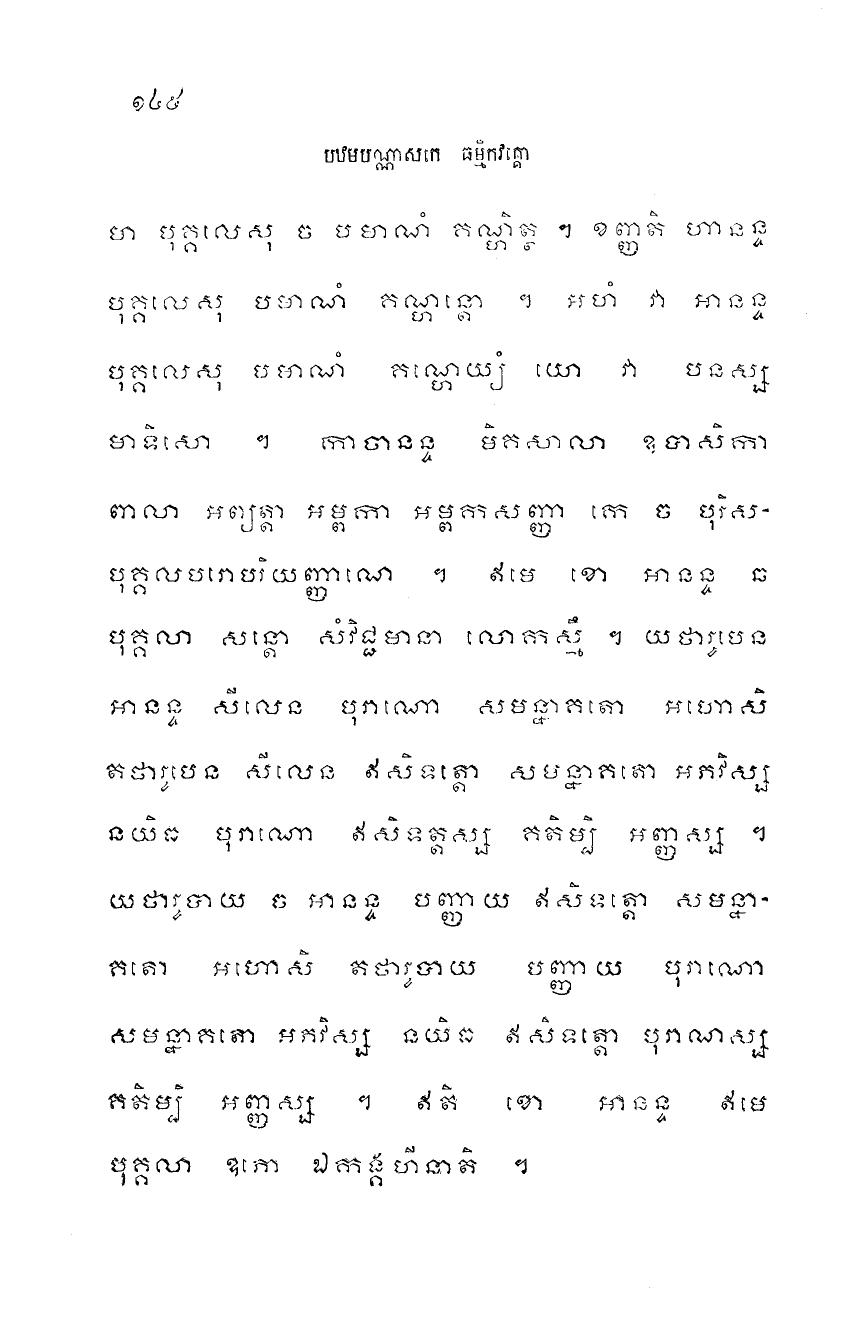 ១៤៩
បឋមបណ្ណាសកេ ធម្មិកវគ្គោ
ហា បុគ្គលេសុ ច បមាណំ គណ្ហិត្ថ ។ ខញ្ញតិ ហានន្ទ
បុគ្គលេសុ បមាណំ គណ្ហន្តោ ។ អហំ វា អានន្ទ
បុគ្គលេសុ បមាណំ គណ្ហេយ្យំ យោ វា បនស្ស
មាទិសោ ។ កាចានន្ទ មិគសាលា ឧបាសិកា
ពាលា អព្យត្តា អម្ពកា អម្ពកសញ្ញា កេ ច បុរិស-
បុគ្គលបរោបរិយញ្ញាណេ ។ ឥមេ ខោ អានន្ទ ឆ
បុគ្គលា សន្តោ សំវិជ្ជមានា លោកស្មឹ ។ យថារូបេន
អានន្ទ សីលេន បុរាណោ សមន្នាគតោ អហោសិ
តថារូបេន សីលេន ឥសិទត្តោ សមន្នាគតោ អភវិស្ស
នយិធ បុរាណោ ឥសិទត្តស្ស គតិម្បិ អញ្ញស្ស ។
យថារូបាយ ច អានន្ទ បញ្ញាយ ឥសិទត្តោ សមន្នា-
គតោ អហោសិ តថារូបាយ បញ្ញាយ បុរាណោ
សមន្នាគតោ អភវិស្ស នយិធ ឥសិទត្តោ បុរាណស្ស
គតិម្បិ អញ្ញស្ស ។ ឥតិ ខោ អានន្ទ ឥមេ
បុគ្គលា ឧភោ ឯកង្គហីនាតិ ។